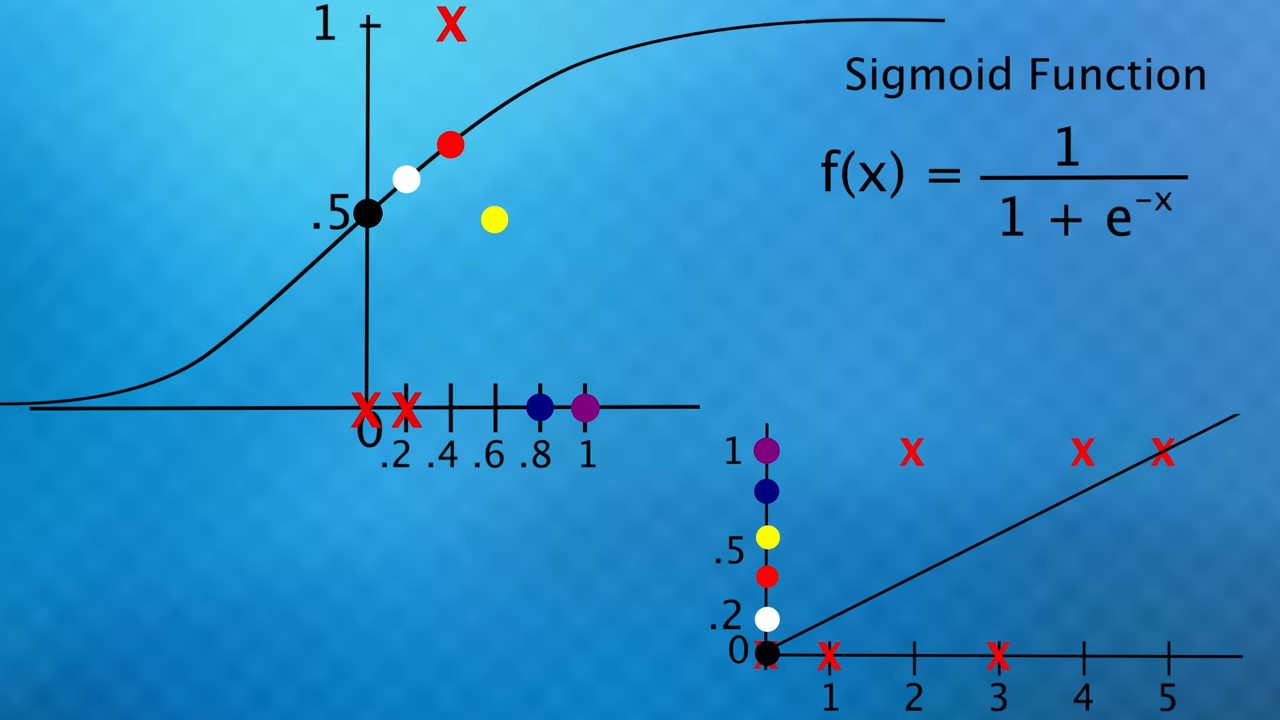 Sigmoid Function
f(x) = 1 / 1 + e^-x
1 X
.5
X X
0 .2 .4 .6 .8 1
1 X X X
.5
.2
0 X X X
1 2 3 4 5